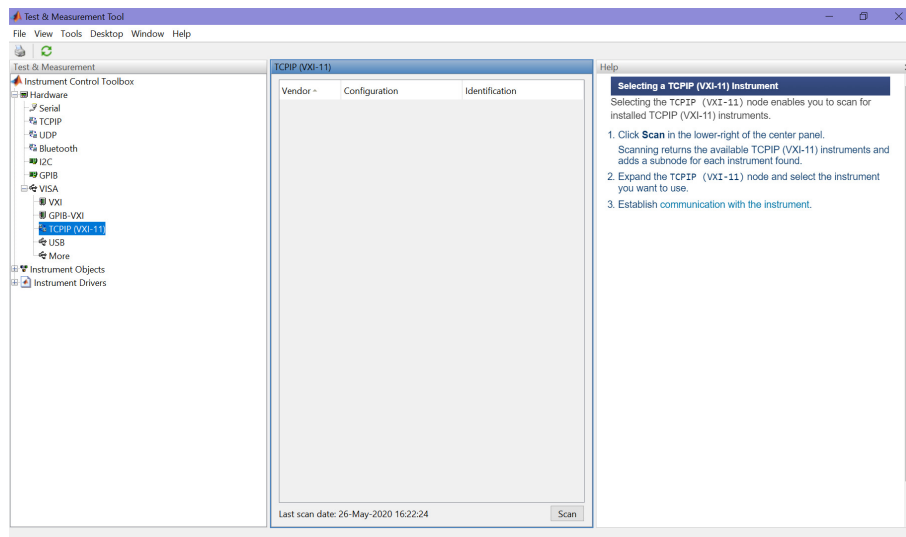 Test & Measurement Tool
File View Tools Desktop Window Help
Test & Measurement
Instrument Control Toolbox
Hardware
Serial
TCPIP
UDP
Bluetooth
I2C
GPIB
VISA
VXI
GPIB-VXI
TCPIP (VXI-11)
USB
More
Instrument Objects
Instrument Drivers
TCPIP (VXI-11)
Vendor Configuration Identification
Last scan date: 26-May-2020 16:22:24 Scan
Help
Selecting a TCPIP (VXI-11) Instrument
Selecting the TCPIP (VXI-11) node enables you to scan for
installed TCPIP (VXI-11) instruments.
1. Click Scan in the lower-right of the center panel.
Scanning returns the available TCPIP (VXI-11) instruments and
adds a subnode for each instrument found.
2. Expand the TCPIP (VXI-11) node and select the instrument
you want to use.
3. Establish communication with the instrument.